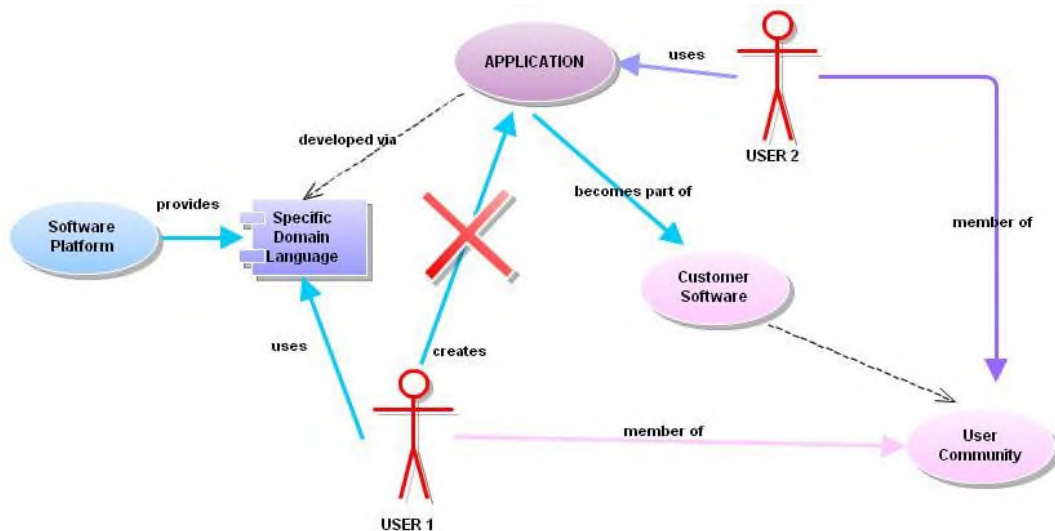 APPLICATION
uses
USER 2
developed via
becomes part of
provides
Specific
Domain
Language
Software
Platform
member of
Customer
Software
uses
creates
member of
User
Community
USER 1